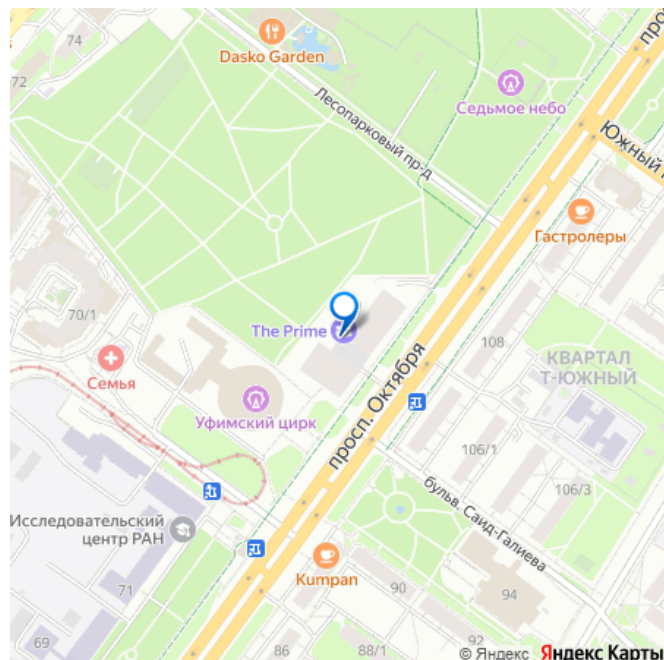 74
Dasko Garden
72
Седьмое небо
Лесопарковый пр-д
Южный
Гастролеры
70/1
The Prime
108
КВАРТАЛ
Т-ЮЖНЫЙ
Семья
просп. Октября
Уфимский цирк
106/1
106/3
бульв. Саид-Галиева
Исследовательский
центр РАН
Kumpan
71
90
94
69
86
88/1
92
© Яндекс Яндекс Карты